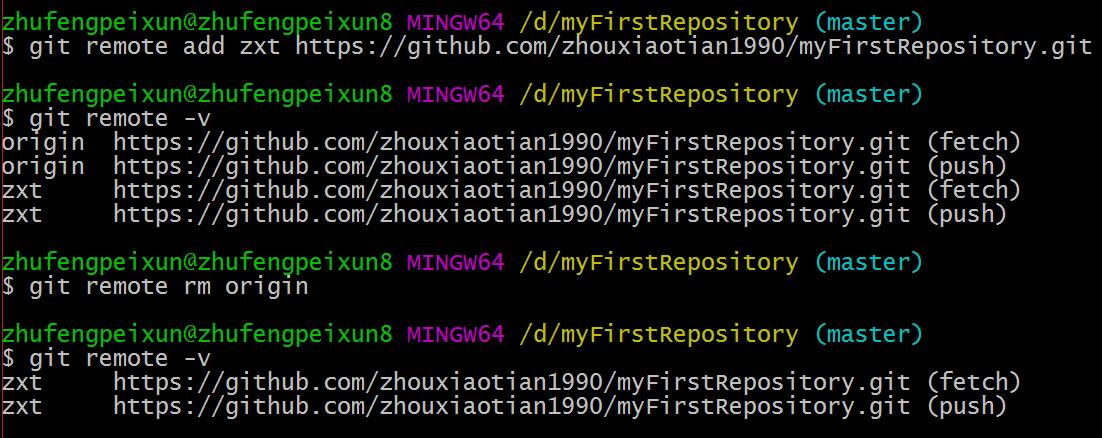 zhufengpeixun@zhufengpeixun8 MINGW64 /d/myFirstRepository (master)
$ git remote add zxt https://github.com/zhouxiaotian1990/myFirstRepository.git
zhufengpeixun@zhufengpeixun8 MINGW64 /d/myFirstRepository (master)
$ git remote -v
origin  https://github.com/zhouxiaotian1990/myFirstRepository.git (fetch)
origin  https://github.com/zhouxiaotian1990/myFirstRepository.git (push)
zxt     https://github.com/zhouxiaotian1990/myFirstRepository.git (fetch)
zxt     https://github.com/zhouxiaotian1990/myFirstRepository.git (push)
zhufengpeixun@zhufengpeixun8 MINGW64 /d/myFirstRepository (master)
$ git remote rm origin
zhufengpeixun@zhufengpeixun8 MINGW64 /d/myFirstRepository (master)
$ git remote -v
zxt     https://github.com/zhouxiaotian1990/myFirstRepository.git (fetch)
zxt     https://github.com/zhouxiaotian1990/myFirstRepository.git (push)